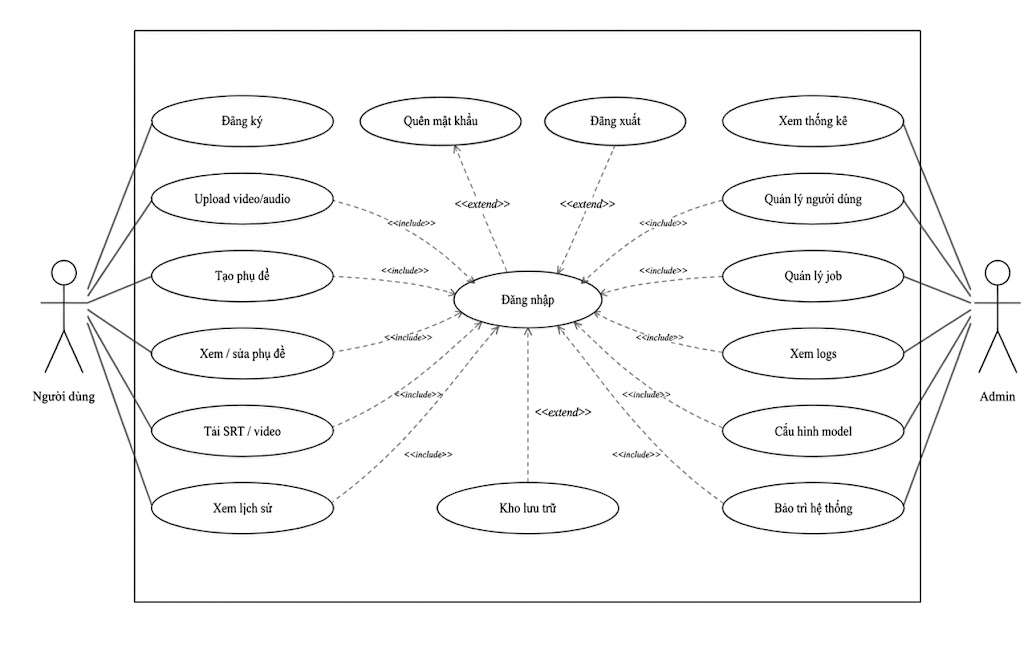 Đăng ký
Quên mật khẩu
Đăng xuất
Xem thống kê
Upload video/audio
<<extend>>
<<extend>>
Quản lý người dùng
<<include>>
<<include>>
Tạo phụ đề
<<include>>
<<include>>
Quản lý job
Đăng nhập
Xem / sửa phụ đề
<<include>>
<<include>>
Xem logs
Người dùng
Admin
<<include>>
<<include>>
<<extend>>
Tải SRT / video
Cấu hình model
<<include>>
<<include>>
Xem lịch sử
Kho lưu trữ
Bảo trì hệ thống